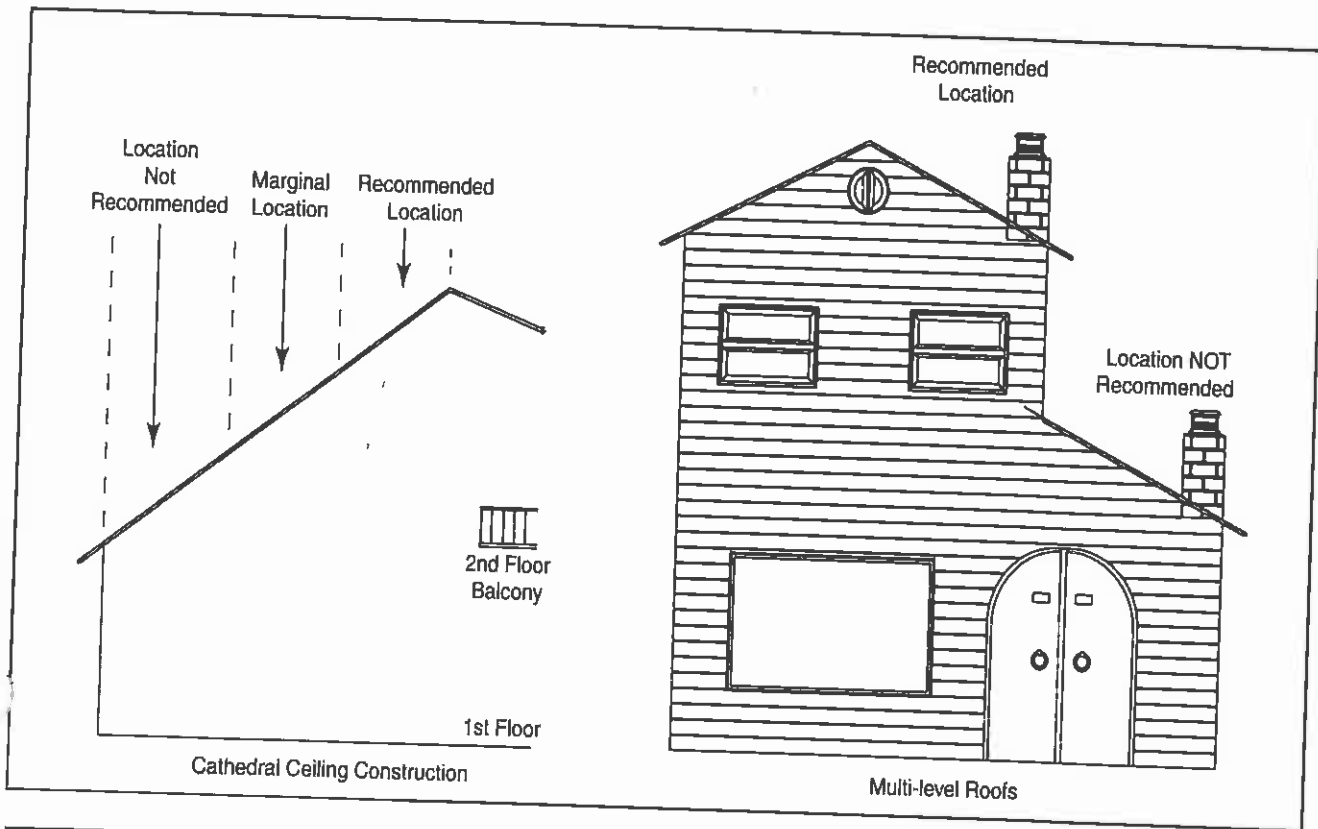 Location
Not
Recommended
Marginal
Location
Recommended
Location
2nd Floor
Balcony
1st Floor
Cathedral Ceiling Construction
Recommended
Location
Location NOT
Recommended
Multi-level Roofs